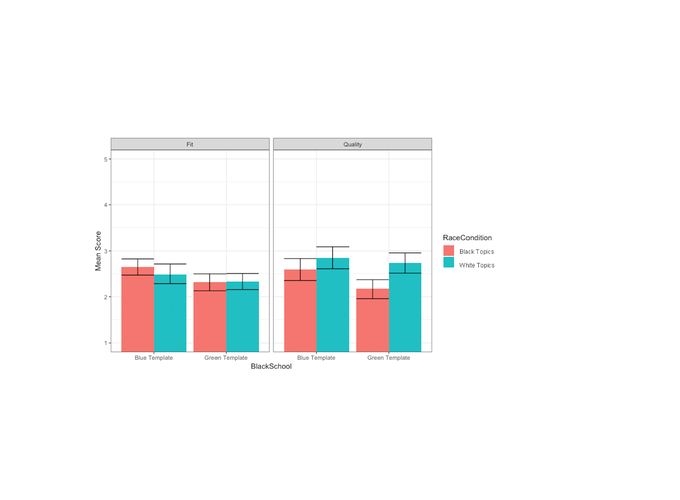 Fit
Quality
5
4
3
2
1
Mean Score
Blue Template
Green Template
Blue Template
Green Template
BlackSchool
RaceCondition
Black Topics
White Topics